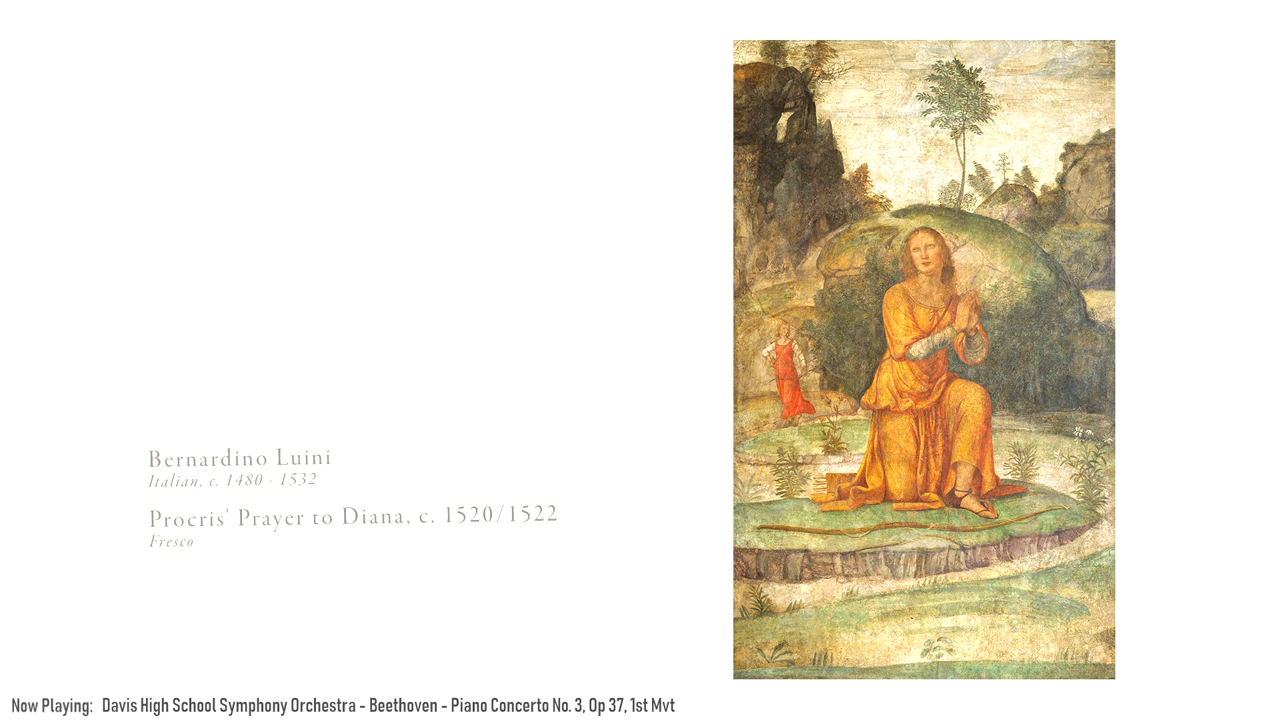 Bernardino Luini
Italian, c. 1480 - 1532
Procris' Prayer to Diana, c. 1520/1522
Fresco
Now Playing: Davis High School Symphony Orchestra - Beethoven - Piano Concerto No. 3, Op 37, 1st Mvt